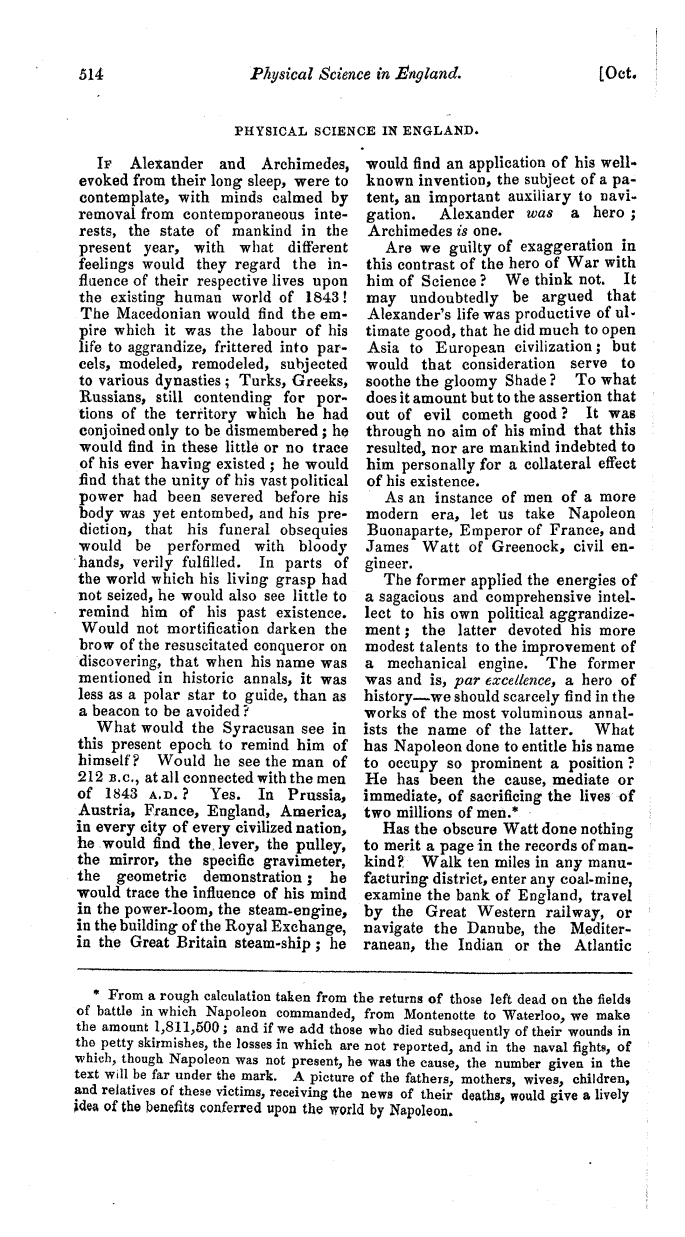 514 Physical Science in England. [Oct.
PHYSICAL SCIENCE IN ENGLAND.
IF Alexander and Archimedes,
evoked from their long sleep, were to
contemplate, with minds calmed by
removal from contemporaneous inte-
rests, the state of mankind in the
present year, with what different
feelings would they regard the in-
fluence of their respective lives upon
the existing human world of 1843!
The Macedonian would find the em-
pire which it was the labour of his
life to aggrandize, frittered into par-
cels, modeled, remodeled, subjected
to various dynasties; Turks, Greeks,
Russians, still contending for por-
tions of the territory which he had
conjoined only to be dismembered; he
would find in these little or no trace
of his ever having existed; he would
find that the unity of his vast political
power had been severed before his
body was yet entombed, and his pre-
diction, that his funeral obsequies
would be performed with bloody
hands, verily fulfilled. In parts of
the world which his living grasp had
not seized, he would also see little to
remind him of his past existence.
Would not mortification darken the
brow of the resuscitated conqueror on
discovering, that when his name was
mentioned in historic annals, it was
less as a polar star to guide, than as
a beacon to be avoided?
What would the Syracusan see in
this present epoch to remind him of
himself? Would he see the man of
212 B.C., at all connected with the men
of 1843 A.D.? Yes. In Prussia,
Austria, France, England, America,
in every city of every civilized nation,
he would find the lever, the pulley,
the mirror, the specific gravimeter,
the geometric demonstration; he
would trace the influence of his mind
in the power-loom, the steam-engine,
in the building of the Royal Exchange,
in the Great Britain steam-ship; he
would find an application of his well-
known invention, the subject of a pa-
tent, an important auxiliary to navi-
gation. Alexander was a hero;
Archimedes is one.
Are we guilty of exaggeration in
this contrast of the hero of War with
him of Science? We think not. It
may undoubtedly be argued that
Alexander's life was productive of ul-
timate good, that he did much to open
Asia to European civilization; but
would that consideration serve to
soothe the gloomy Shade? To what
does it amount but to the assertion that
out of evil cometh good? It was
through no aim of his mind that this
resulted, nor are mankind indebted to
him personally for a collateral effect
of his existence.
As an instance of men of a more
modern era, let us take Napoleon
Buonaparte, Emperor of France, and
James Watt of Greenock, civil en-
gineer.
The former applied the energies of
a sagacious and comprehensive intel-
lect to his own political aggrandize-
ment; the latter devoted his more
modest talents to the improvement of
a mechanical engine. The former
was and is, par excellence, a hero of
history—we should scarcely find in the
works of the most voluminous annal-
ists the name of the latter. What
has Napoleon done to entitle his name
to occupy so prominent a position?
He has been the cause, mediate or
immediate, of sacrificing the lives of
two millions of men.*
Has the obscure Watt done nothing
to merit a page in the records of man-
kind? Walk ten miles in any manu-
facturing district, enter any coal-mine,
examine the bank of England, travel
by the Great Western railway, or
navigate the Danube, the Mediter-
ranean, the Indian or the Atlantic
* From a rough calculation taken from the returns of those left dead on the fields
of battle in which Napoleon commanded, from Montenotte to Waterloo, we make
the amount 1,811,500; and if we add those who died subsequently of their wounds in
the petty skirmishes, the losses in which are not reported, and in the naval fights, of
which, though Napoleon was not present, he was the cause, the number given in the
text will be far under the mark. A picture of the fathers, mothers, wives, children,
and relatives of these victims, receiving the news of their deaths, would give a lively
idea of the benefits conferred upon the world by Napoleon.